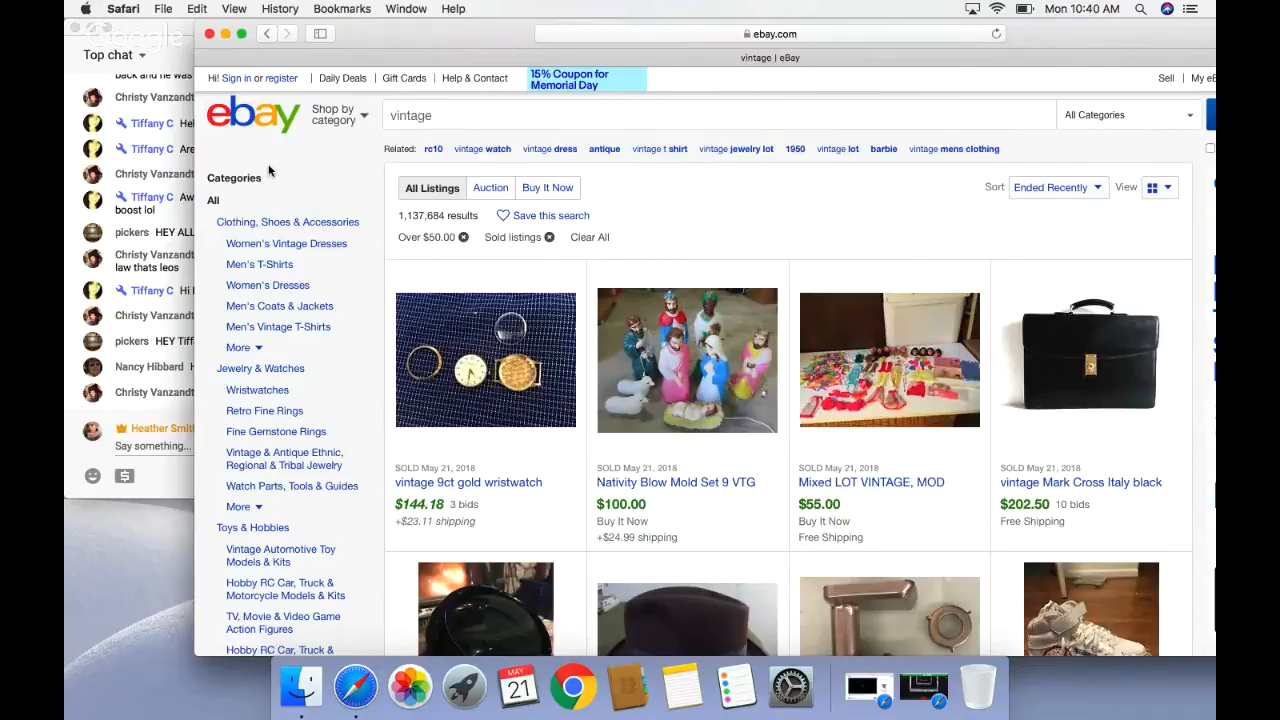 Safari File Edit View History Bookmarks Window Help Mon 10:40 AM
Google
Top chat
ebay.com
vintage | eBay
Hi! Sign in or register Daily Deals Gift Cards Help & Contact 15% Coupon for Memorial Day Sell
ebay Shop by category vintage All Categories
Related: rc10 vintage watch vintage dress antique vintage t shirt vintage jewelry lot 1950 vintage lot barbie vintage mens clothing
back and he was
Christy Vanzandt
Tiffany C
Tiffany C Are
Christy Vanzandt
Tiffany C
boost lol
pickers HEY ALL
Christy Vanzandt
law thats leos
Tiffany C Hi
Christy Vanzandt
pickers HEY
Nancy Hibbard
Christy Vanzandt
Heather Smith
Say something...
Categories
All
Clothing, Shoes & Accessories
Women's Vintage Dresses
Men's T-Shirts
Women's Dresses
Men's Coats & Jackets
Men's Vintage T-Shirts
More
Jewelry & Watches
Wristwatches
Retro Fine Rings
Fine Gemstone Rings
Vintage & Antique Ethnic,
Regional & Tribal Jewelry
Watch Parts, Tools & Guides
More
Toys & Hobbies
Vintage Automotive Toy
Models & Kits
Hobby RC Car, Truck &
Motorcycle Models & Kits
TV, Movie & Video Game
Action Figures
Hobby RC Car, Truck &
All Listings Auction Buy It Now Sort Ended Recently View
1,137,684 results Save this search
Over $50.00 Sold listings Clear All
SOLD May 21, 2018
vintage 9ct gold wristwatch
$144.18 3 bids
+$23.11 shipping
SOLD May 21, 2018
Nativity Blow Mold Set 9 VTG
$100.00
Buy It Now
+$24.99 shipping
SOLD May 21, 2018
Mixed LOT VINTAGE, MOD
$55.00
Buy It Now
Free Shipping
SOLD May 21, 2018
vintage Mark Cross Italy black
$202.50 10 bids
Free Shipping
MAY
21